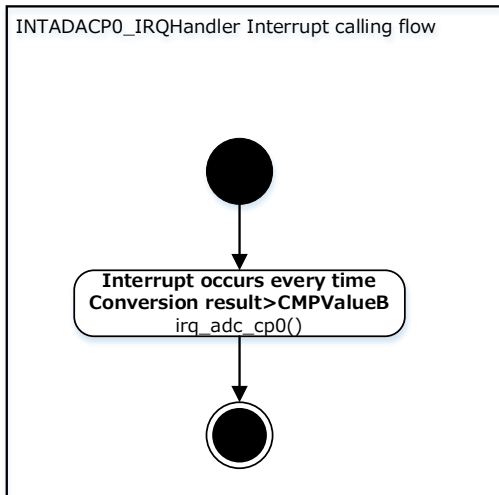 INTADACP0_IRQHandler Interrupt calling flow
Interrupt occurs every time
Conversion result>CMPValueB
irq_adc_cp0()